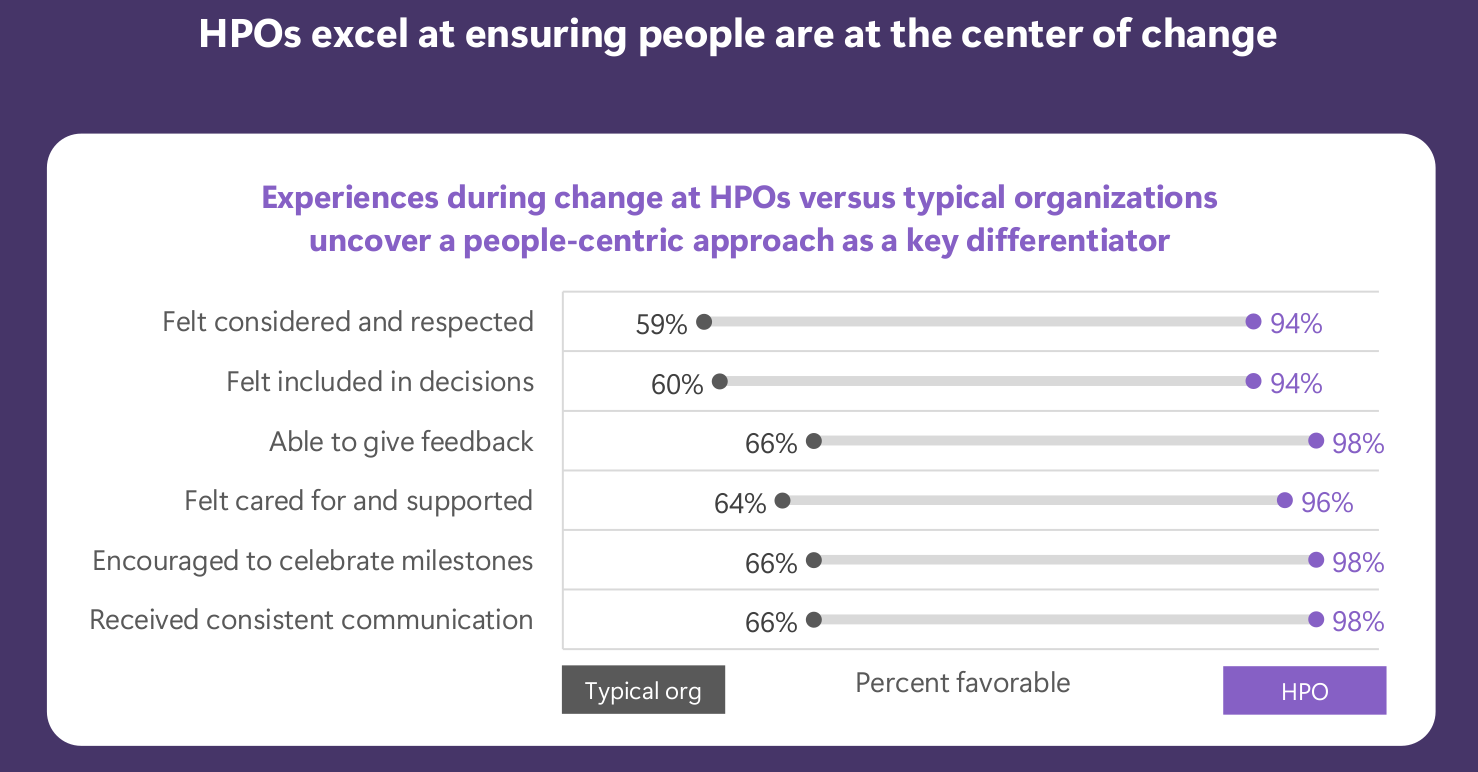 HPOs excel at ensuring people are at the center of change
Experiences during change at HPOs versus typical organizations
uncover a people-centric approach as a key differentiator
Felt considered and respected 59% 94%
Felt included in decisions 60% 94%
Able to give feedback 66% 98%
Felt cared for and supported 64% 96%
Encouraged to celebrate milestones 66% 98%
Received consistent communication 66% 98%
Typical org Percent favorable HPO